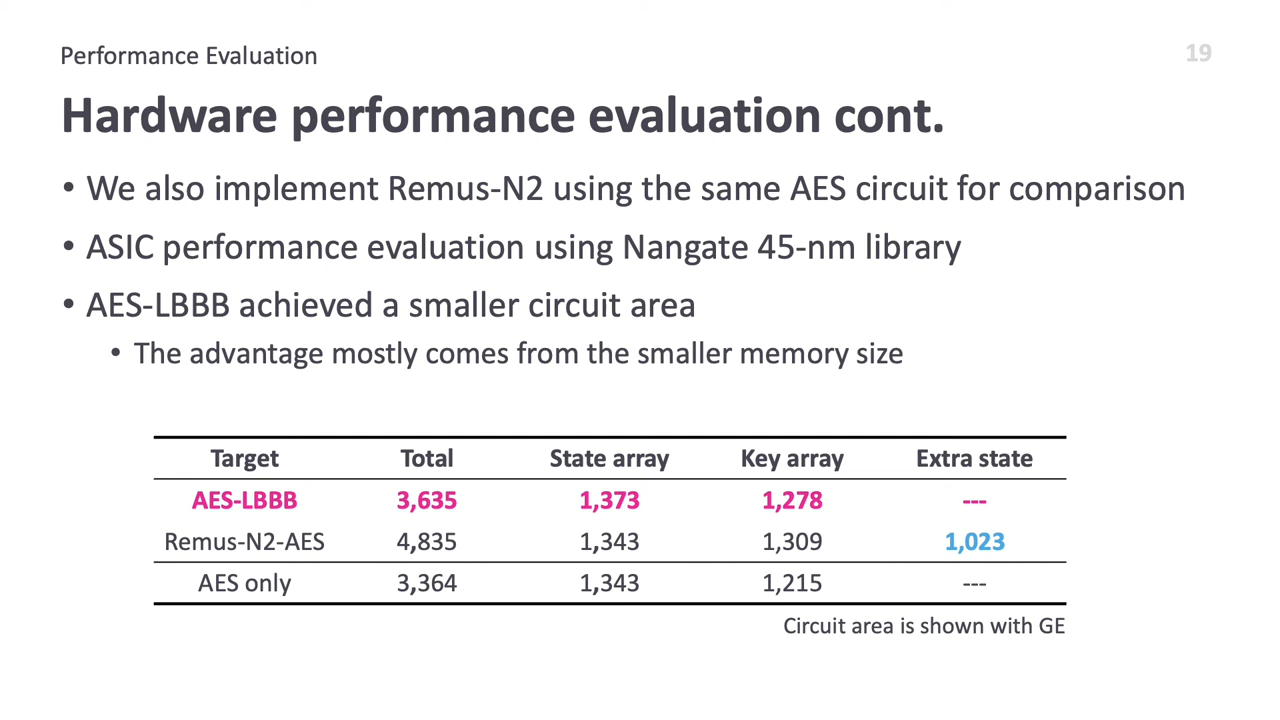 Performance Evaluation
19
Hardware performance evaluation cont.
• We also implement Remus-N2 using the same AES circuit for comparison
• ASIC performance evaluation using Nangate 45-nm library
• AES-LBBB achieved a smaller circuit area
• The advantage mostly comes from the smaller memory size
Target Total State array Key array Extra state
AES-LBBB 3,635 1,373 1,278 ---
Remus-N2-AES 4,835 1,343 1,309 1,023
AES only 3,364 1,343 1,215 ---
Circuit area is shown with GE